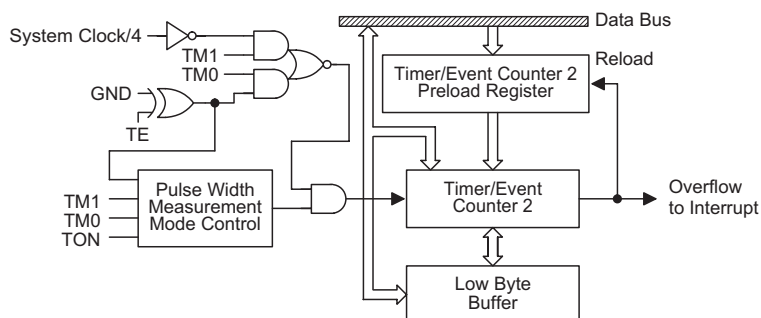 Data Bus
System Clock/4
TM1
TM0
GND
TE
Reload
Timer/Event Counter 2
Preload Register
TM1
TM0
TON
Pulse Width
Measurement
Mode Control
Timer/Event
Counter 2
Overflow
to Interrupt
Low Byte
Buffer